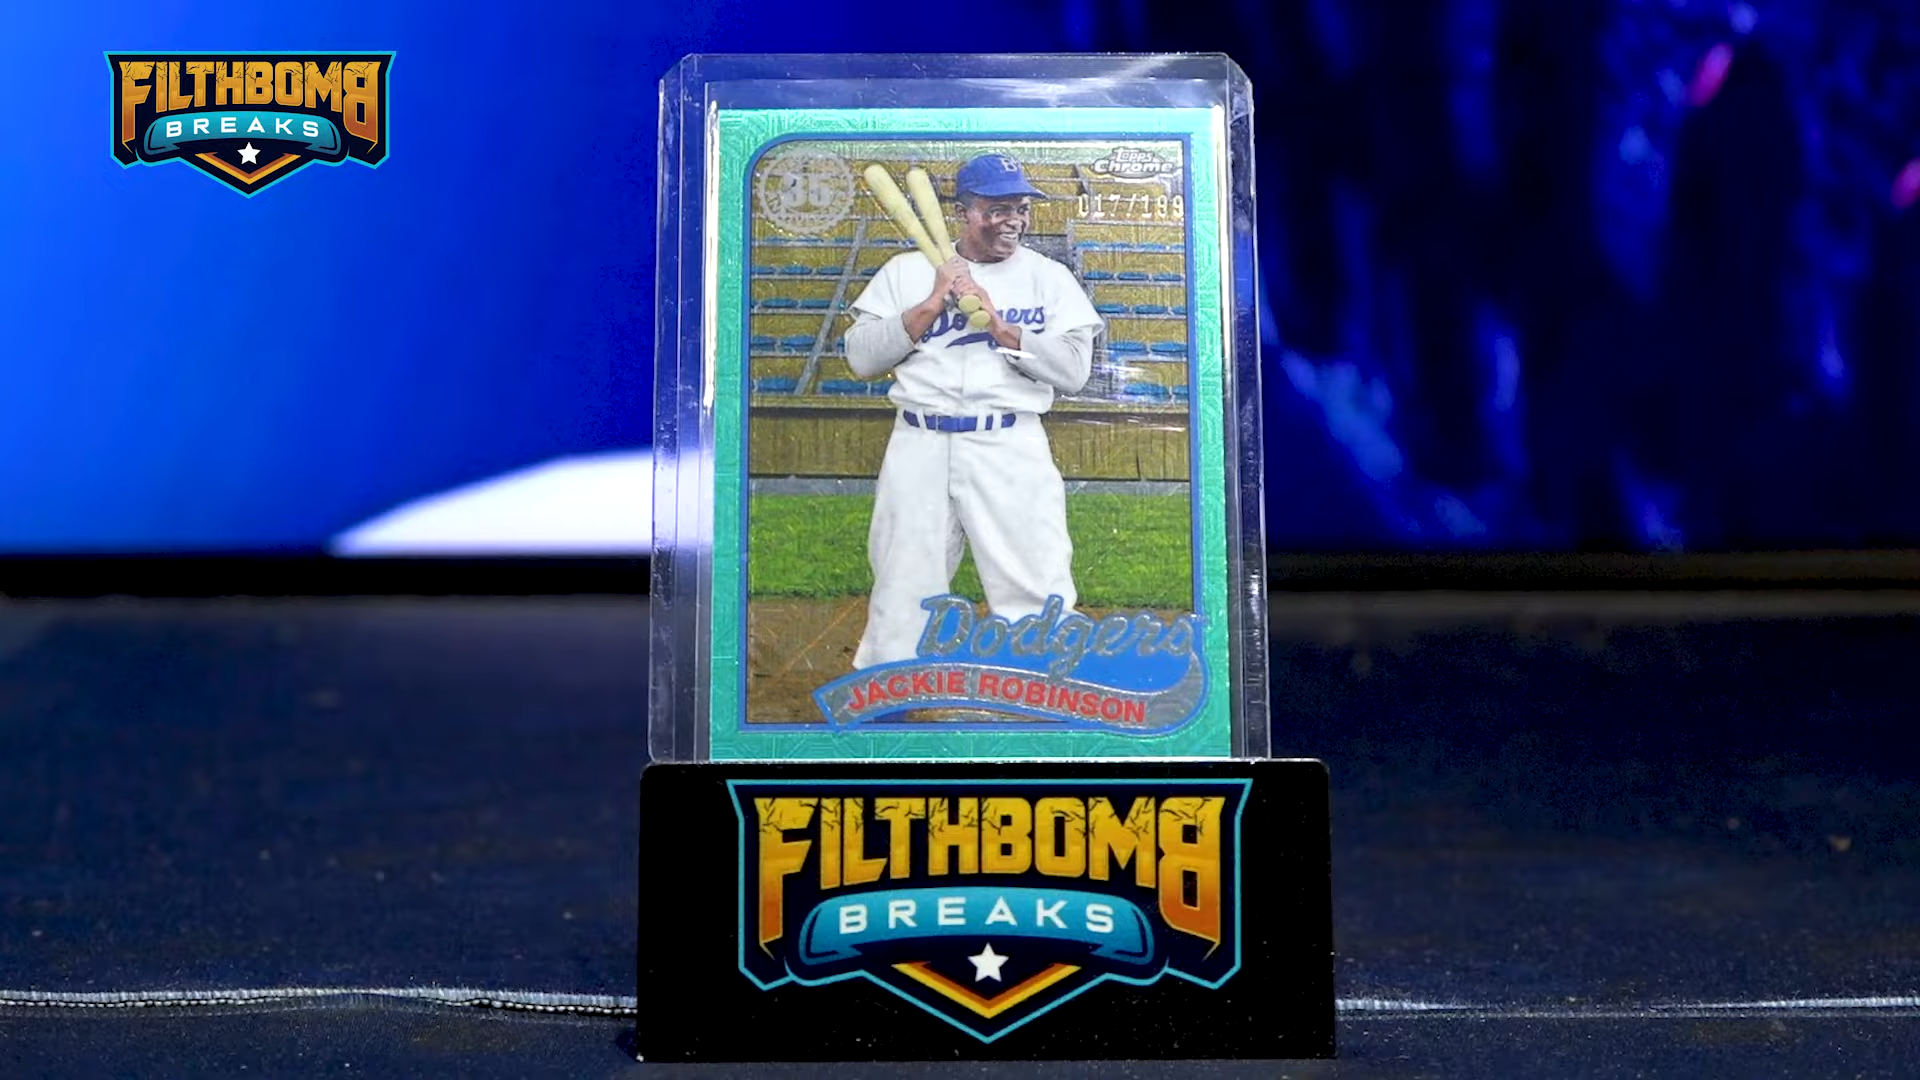 FILTHBOMB
BREAKS
35
Topps
Chrome
017/199
B
Dodgers
Dodgers
JACKIE ROBINSON
FILTHBOMB
BREAKS